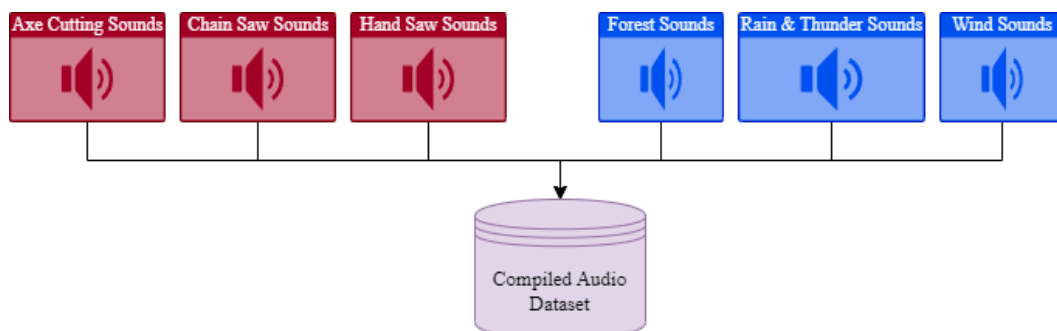 Axe Cutting Sounds
Chain Saw Sounds
Hand Saw Sounds
Forest Sounds
Rain & Thunder Sounds
Wind Sounds
Compiled Audio
Dataset